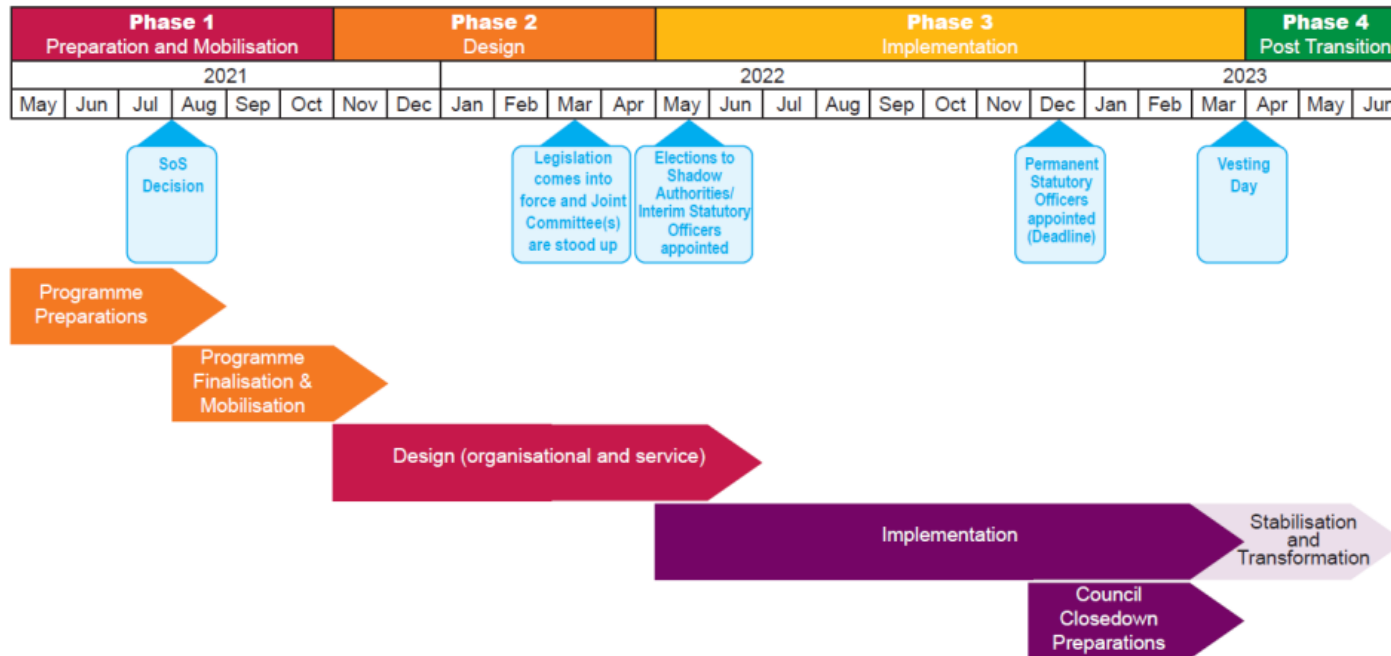 Phase 1
Preparation and Mobilisation
Phase 2
Design
Phase 3
Implementation
Phase 4
Post Transition
2021
2022
2023
May Jun Jul Aug Sep Oct Nov Dec Jan Feb Mar Apr May Jun Jul Aug Sep Oct Nov Dec Jan Feb Mar Apr May Jun
SoS
Decision
Legislation
comes into
force and Joint
Committee(s)
are stood up
Elections to
Shadow
Authorities/
Interim Statutory
Officers
appointed
Permanent
Statutory
Officers
appointed
(Deadline)
Vesting
Day
Programme
Preparations
Programme
Finalisation &
Mobilisation
Design (organisational and service)
Implementation
Stabilisation
and
Transformation
Council
Closedown
Preparations